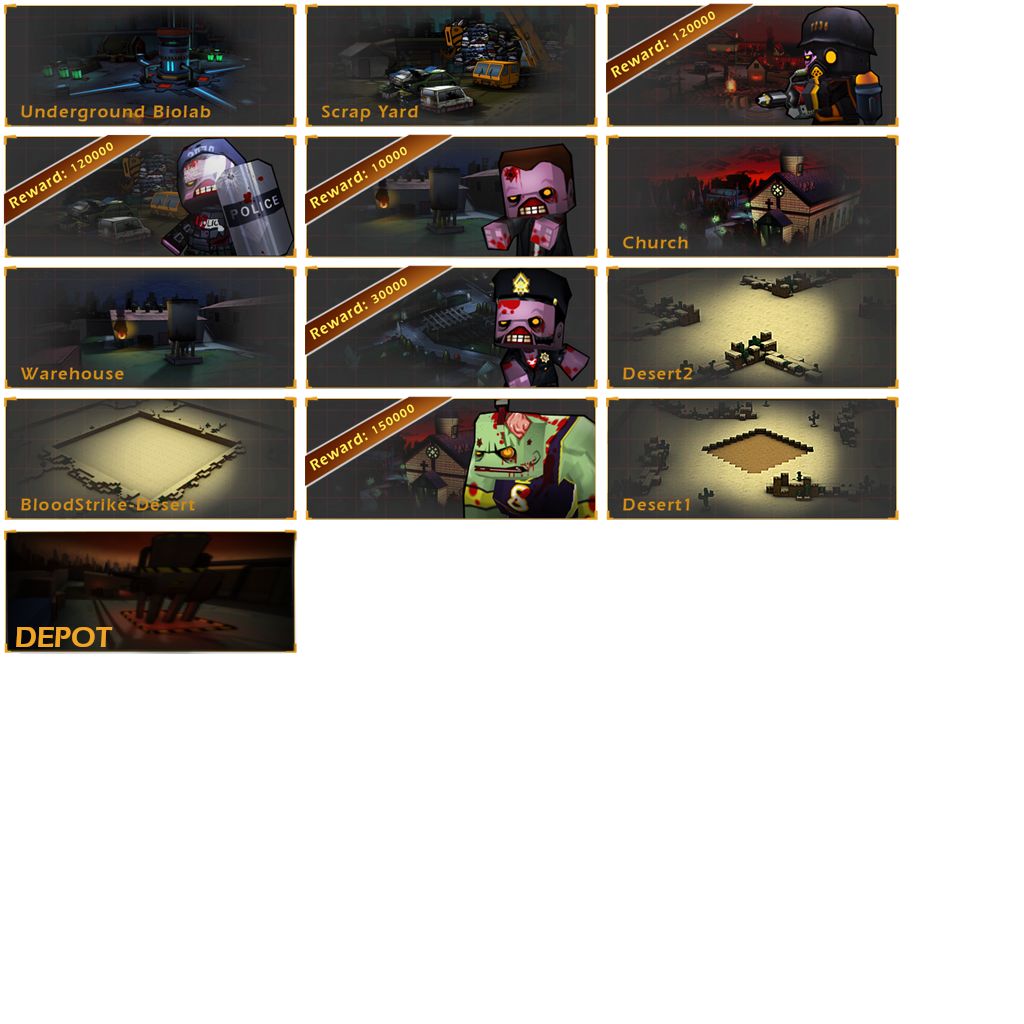 Underground Biolab
Scrap Yard
Reward: 120000
Reward: 120000
POLICE
Reward: 10000
Church
Warehouse
Reward: 30000
Desert2
BloodStrike-Desert
Reward: 150000
Desert1
DEPOT